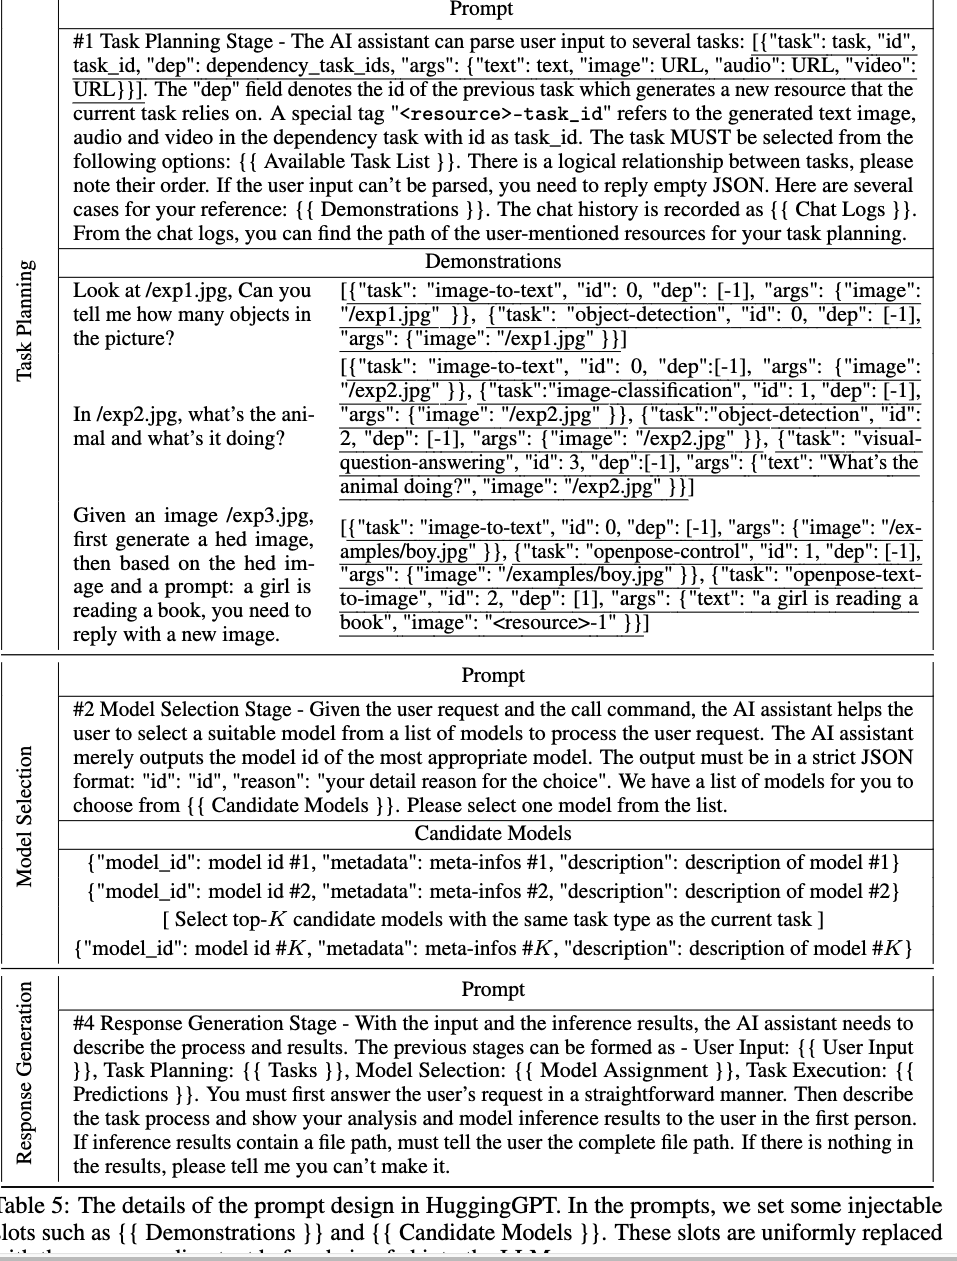 Prompt
Task Planning
#1 Task Planning Stage - The AI assistant can parse user input to several tasks: [{"task": task, "id",
task_id, "dep": dependency_task_ids, "args": {"text": text, "image": URL, "audio": URL, "video":
URL}}]. The "dep" field denotes the id of the previous task which generates a new resource that the
current task relies on. A special tag "<resource>-task_id" refers to the generated text image,
audio and video in the dependency task with id as task_id. The task MUST be selected from the
following options: {{ Available Task List }}. There is a logical relationship between tasks, please
note their order. If the user input can't be parsed, you need to reply empty JSON. Here are several
cases for your reference: {{ Demonstrations }}. The chat history is recorded as {{ Chat Logs }}.
From the chat logs, you can find the path of the user-mentioned resources for your task planning.
Demonstrations
Look at /exp1.jpg, Can you
tell me how many objects in
the picture?
[{"task": "image-to-text", "id": 0, "dep": [-1], "args": {"image":
"/exp1.jpg" }}, {"task": "object-detection", "id": 0, "dep": [-1],
"args": {"image": "/exp1.jpg" }}]
In /exp2.jpg, what's the ani-
mal and what's it doing?
[{"task": "image-to-text", "id": 0, "dep":[-1], "args": {"image":
"/exp2.jpg" }}, {"task":"image-classification", "id": 1, "dep": [-1],
"args": {"image": "/exp2.jpg" }}, {"task":"object-detection", "id":
2, "dep": [-1], "args": {"image": "/exp2.jpg" }}, {"task": "visual-
question-answering", "id": 3, "dep":[-1], "args": {"text": "What's the
animal doing?", "image": "/exp2.jpg" }}]
Given an image /exp3.jpg,
first generate a hed image,
then based on the hed im-
age and a prompt: a girl is
reading a book, you need to
reply with a new image.
[{"task": "image-to-text", "id": 0, "dep": [-1], "args": {"image": "/ex-
amples/boy.jpg" }}, {"task": "openpose-control", "id": 1, "dep": [-1],
"args": {"image": "/examples/boy.jpg" }}, {"task": "openpose-text-
to-image", "id": 2, "dep": [1], "args": {"text": "a girl is reading a
book", "image": "<resource>-1" }}]
Prompt
Model Selection
#2 Model Selection Stage - Given the user request and the call command, the AI assistant helps the
user to select a suitable model from a list of models to process the user request. The AI assistant
merely outputs the model id of the most appropriate model. The output must be in a strict JSON
format: "id": "id", "reason": "your detail reason for the choice". We have a list of models for you to
choose from {{ Candidate Models }}. Please select one model from the list.
Candidate Models
{"model_id": model id #1, "metadata": meta-infos #1, "description": description of model #1}
{"model_id": model id #2, "metadata": meta-infos #2, "description": description of model #2}
[ Select top-K candidate models with the same task type as the current task ]
{"model_id": model id #K, "metadata": meta-infos #K, "description": description of model #K}
Prompt
Response Generation
#4 Response Generation Stage - With the input and the inference results, the AI assistant needs to
describe the process and results. The previous stages can be formed as - User Input: {{ User Input
}}, Task Planning: {{ Tasks }}, Model Selection: {{ Model Assignment }}, Task Execution: {{
Predictions }}. You must first answer the user's request in a straightforward manner. Then describe
the task process and show your analysis and model inference results to the user in the first person.
If inference results contain a file path, must tell the user the complete file path. If there is nothing in
the results, please tell me you can't make it.
Table 5: The details of the prompt design in HuggingGPT. In the prompts, we set some injectable
slots such as {{ Demonstrations }} and {{ Candidate Models }}. These slots are uniformly replaced